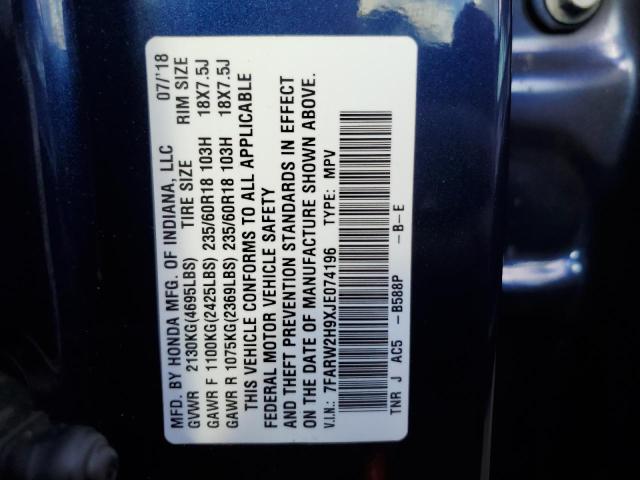 MFD. BY HONDA MFG. OF INDIANA, LLC 07/'18
GVWR 2130KG(4695LBS) TIRE SIZE RIM SIZE
GAWR F 1100KG(2425LBS) 235/60R18 103H 18X7.5J
GAWR R 1075KG(2369LBS) 235/60R18 103H 18X7.5J
THIS VEHICLE CONFORMS TO ALL APPLICABLE
FEDERAL MOTOR VEHICLE SAFETY
AND THEFT PREVENTION STANDARDS IN EFFECT
ON THE DATE OF MANUFACTURE SHOWN ABOVE.
V.I.N.: 7FARW2H9XJE074196 TYPE: MPV
TNR J AC5 -B588P -B-E